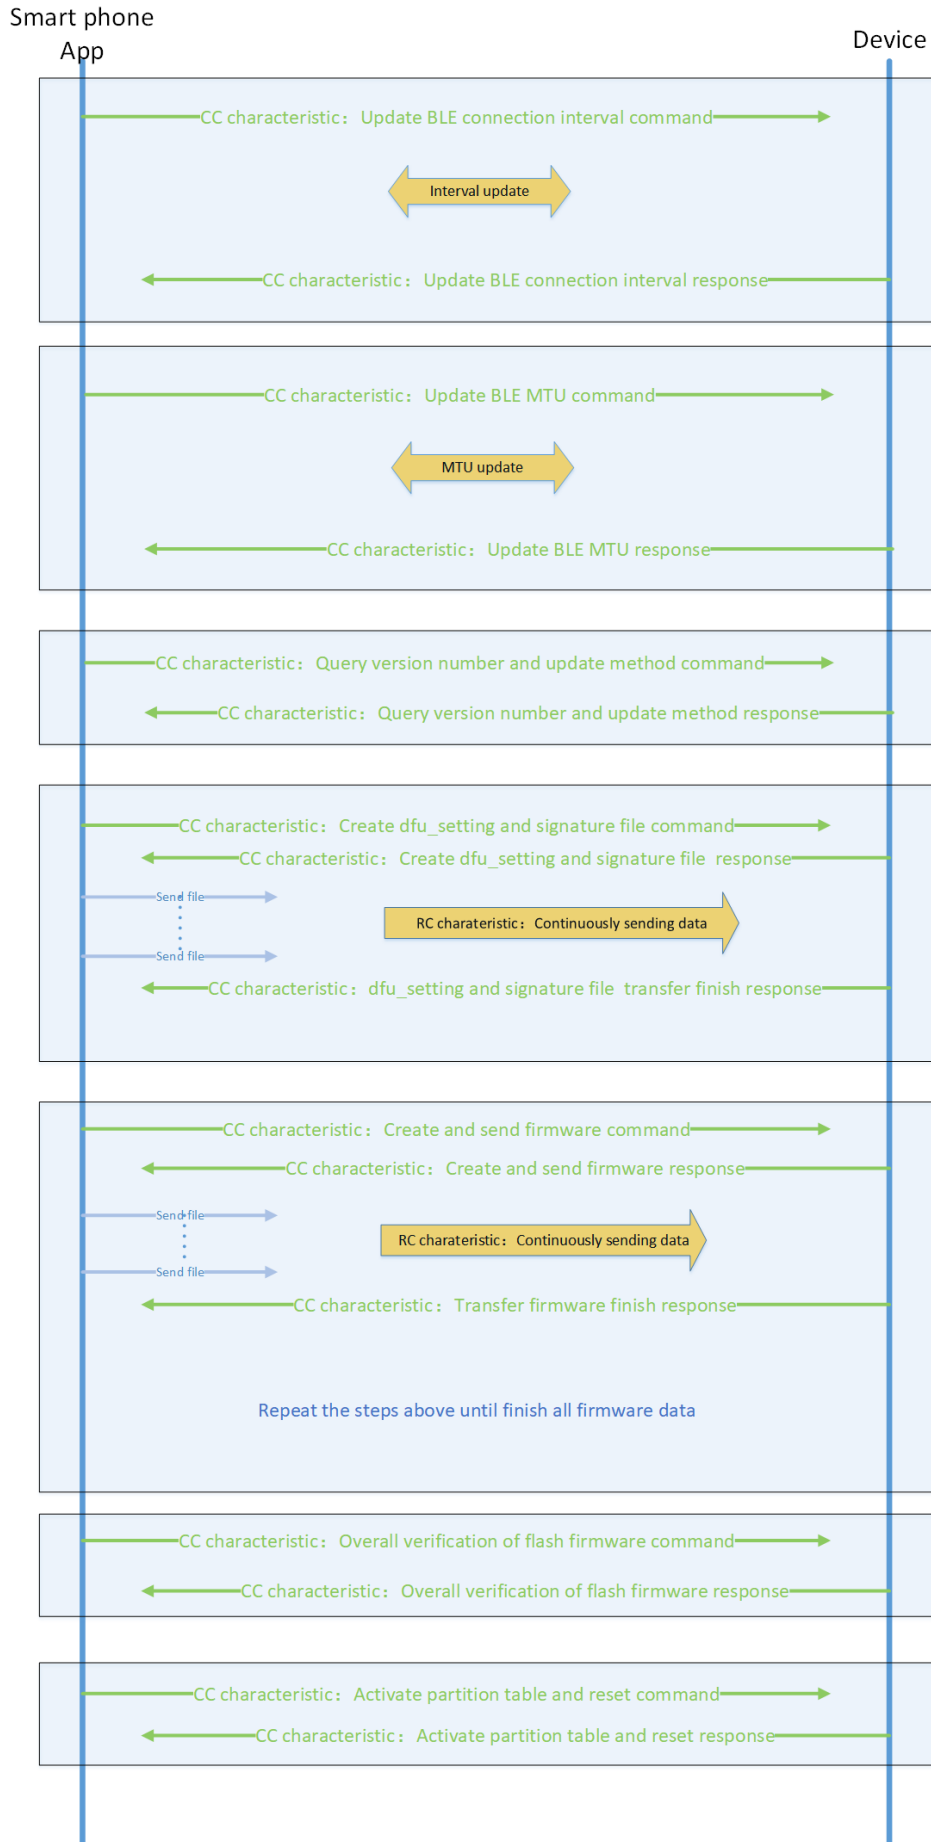 Smart phone
App
Device
CC characteristic：Update BLE connection interval command
Interval update
CC characteristic：Update BLE connection interval response
CC characteristic：Update BLE MTU command
MTU update
CC characteristic：Update BLE MTU response
CC characteristic：Query version number and update method command
CC characteristic：Query version number and update method response
CC characteristic：Create dfu_setting and signature file command
CC characteristic：Create dfu_setting and signature file  response
Send file
RC charateristic：Continuously sending data
Send file
CC characteristic：dfu_setting and signature file  transfer finish response
CC characteristic：Create and send firmware command
CC characteristic：Create and send firmware response
Send file
RC charateristic：Continuously sending data
Send file
CC characteristic：Transfer firmware finish response
Repeat the steps above until finish all firmware data
CC characteristic：Overall verification of flash firmware command
CC characteristic：Overall verification of flash firmware response
CC characteristic：Activate partition table and reset command
CC characteristic：Activate partition table and reset response